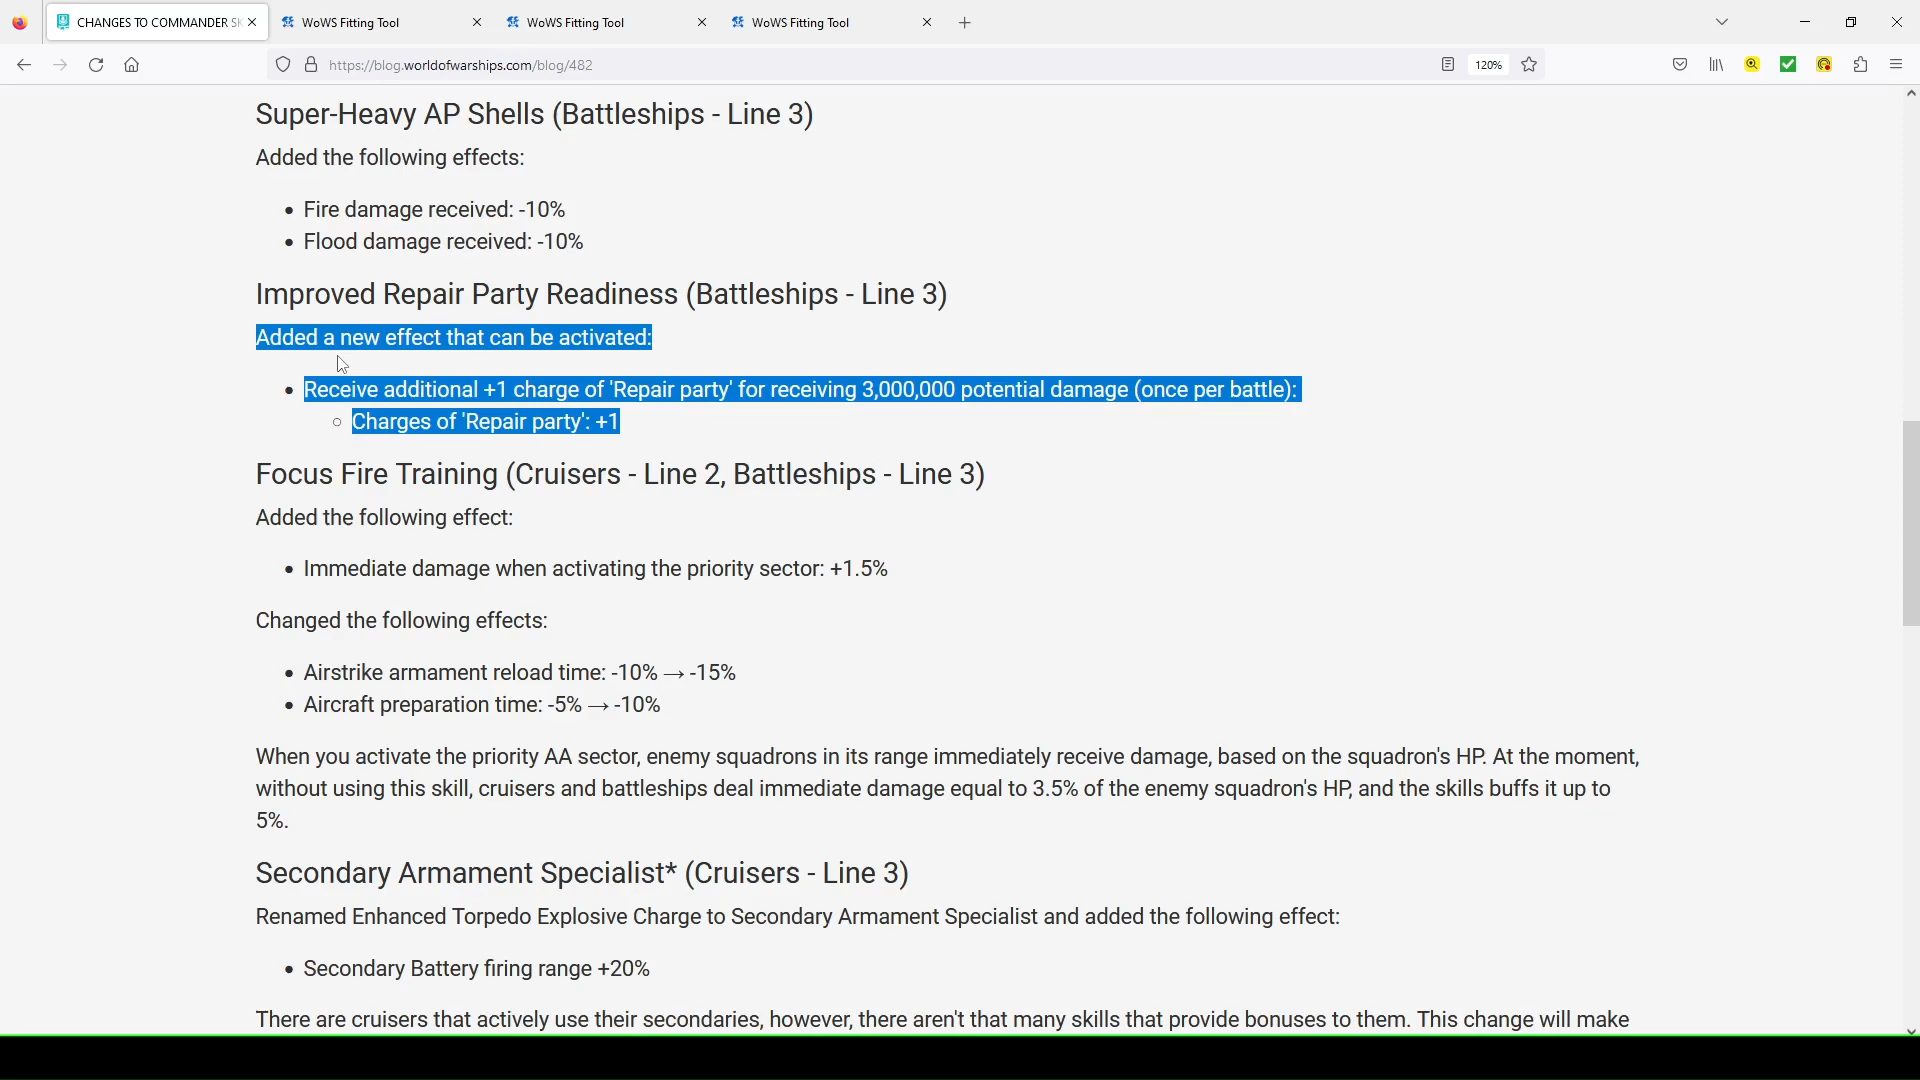 CHANGES TO COMMANDER SK
WoWS Fitting Tool
WoWS Fitting Tool
WoWS Fitting Tool
https://blog.worldofwarships.com/blog/482
120%
Super-Heavy AP Shells (Battleships - Line 3)
Added the following effects:
• Fire damage received: -10%
• Flood damage received: -10%
Improved Repair Party Readiness (Battleships - Line 3)
Added a new effect that can be activated:
• Receive additional +1 charge of 'Repair party' for receiving 3,000,000 potential damage (once per battle):
○ Charges of 'Repair party': +1
Focus Fire Training (Cruisers - Line 2, Battleships - Line 3)
Added the following effect:
• Immediate damage when activating the priority sector: +1.5%
Changed the following effects:
• Airstrike armament reload time: -10% → -15%
• Aircraft preparation time: -5% → -10%
When you activate the priority AA sector, enemy squadrons in its range immediately receive damage, based on the squadron's HP. At the moment,
without using this skill, cruisers and battleships deal immediate damage equal to 3.5% of the enemy squadron's HP, and the skills buffs it up to
5%.
Secondary Armament Specialist* (Cruisers - Line 3)
Renamed Enhanced Torpedo Explosive Charge to Secondary Armament Specialist and added the following effect:
• Secondary Battery firing range +20%
There are cruisers that actively use their secondaries, however, there aren't that many skills that provide bonuses to them. This change will make